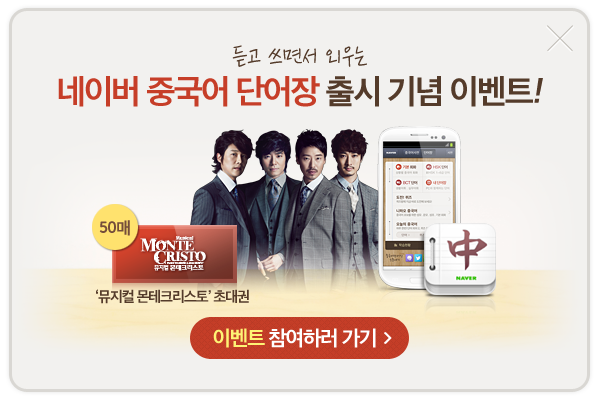 듣고 쓰면서 외우는
네이버 중국어 단어장 출시 기념 이벤트!
50매
Musical
MONTE
CRISTO
뮤지컬 몬테크리스토
'뮤지컬 몬테크리스토' 초대권
中
NAVER
이벤트 참여하러 가기 >